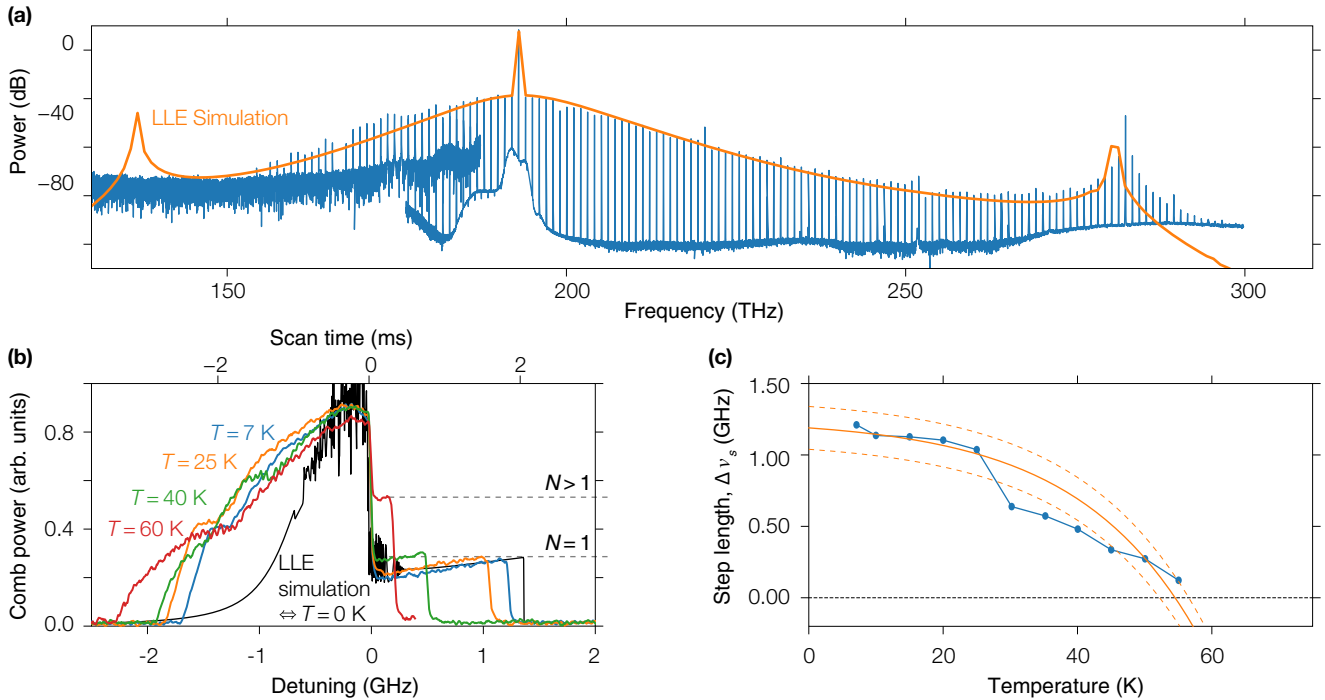 (a)
0
−40
−80
Power (dB)
LLE Simulation
150
200
250
300
Frequency (THz)
(b)
Scan time (ms)
−2
0
2
0.8
0.4
0.0
Comb power (arb. units)
T = 7 K
T = 25 K
T = 40 K
T = 60 K
N > 1
N = 1
LLE
simulation
⇔ T = 0 K
-2
-1
0
1
2
Detuning (GHz)
(c)
1.50
1.00
0.50
0.00
Step length, Δ νs (GHz)
0
20
40
60
Temperature (K)